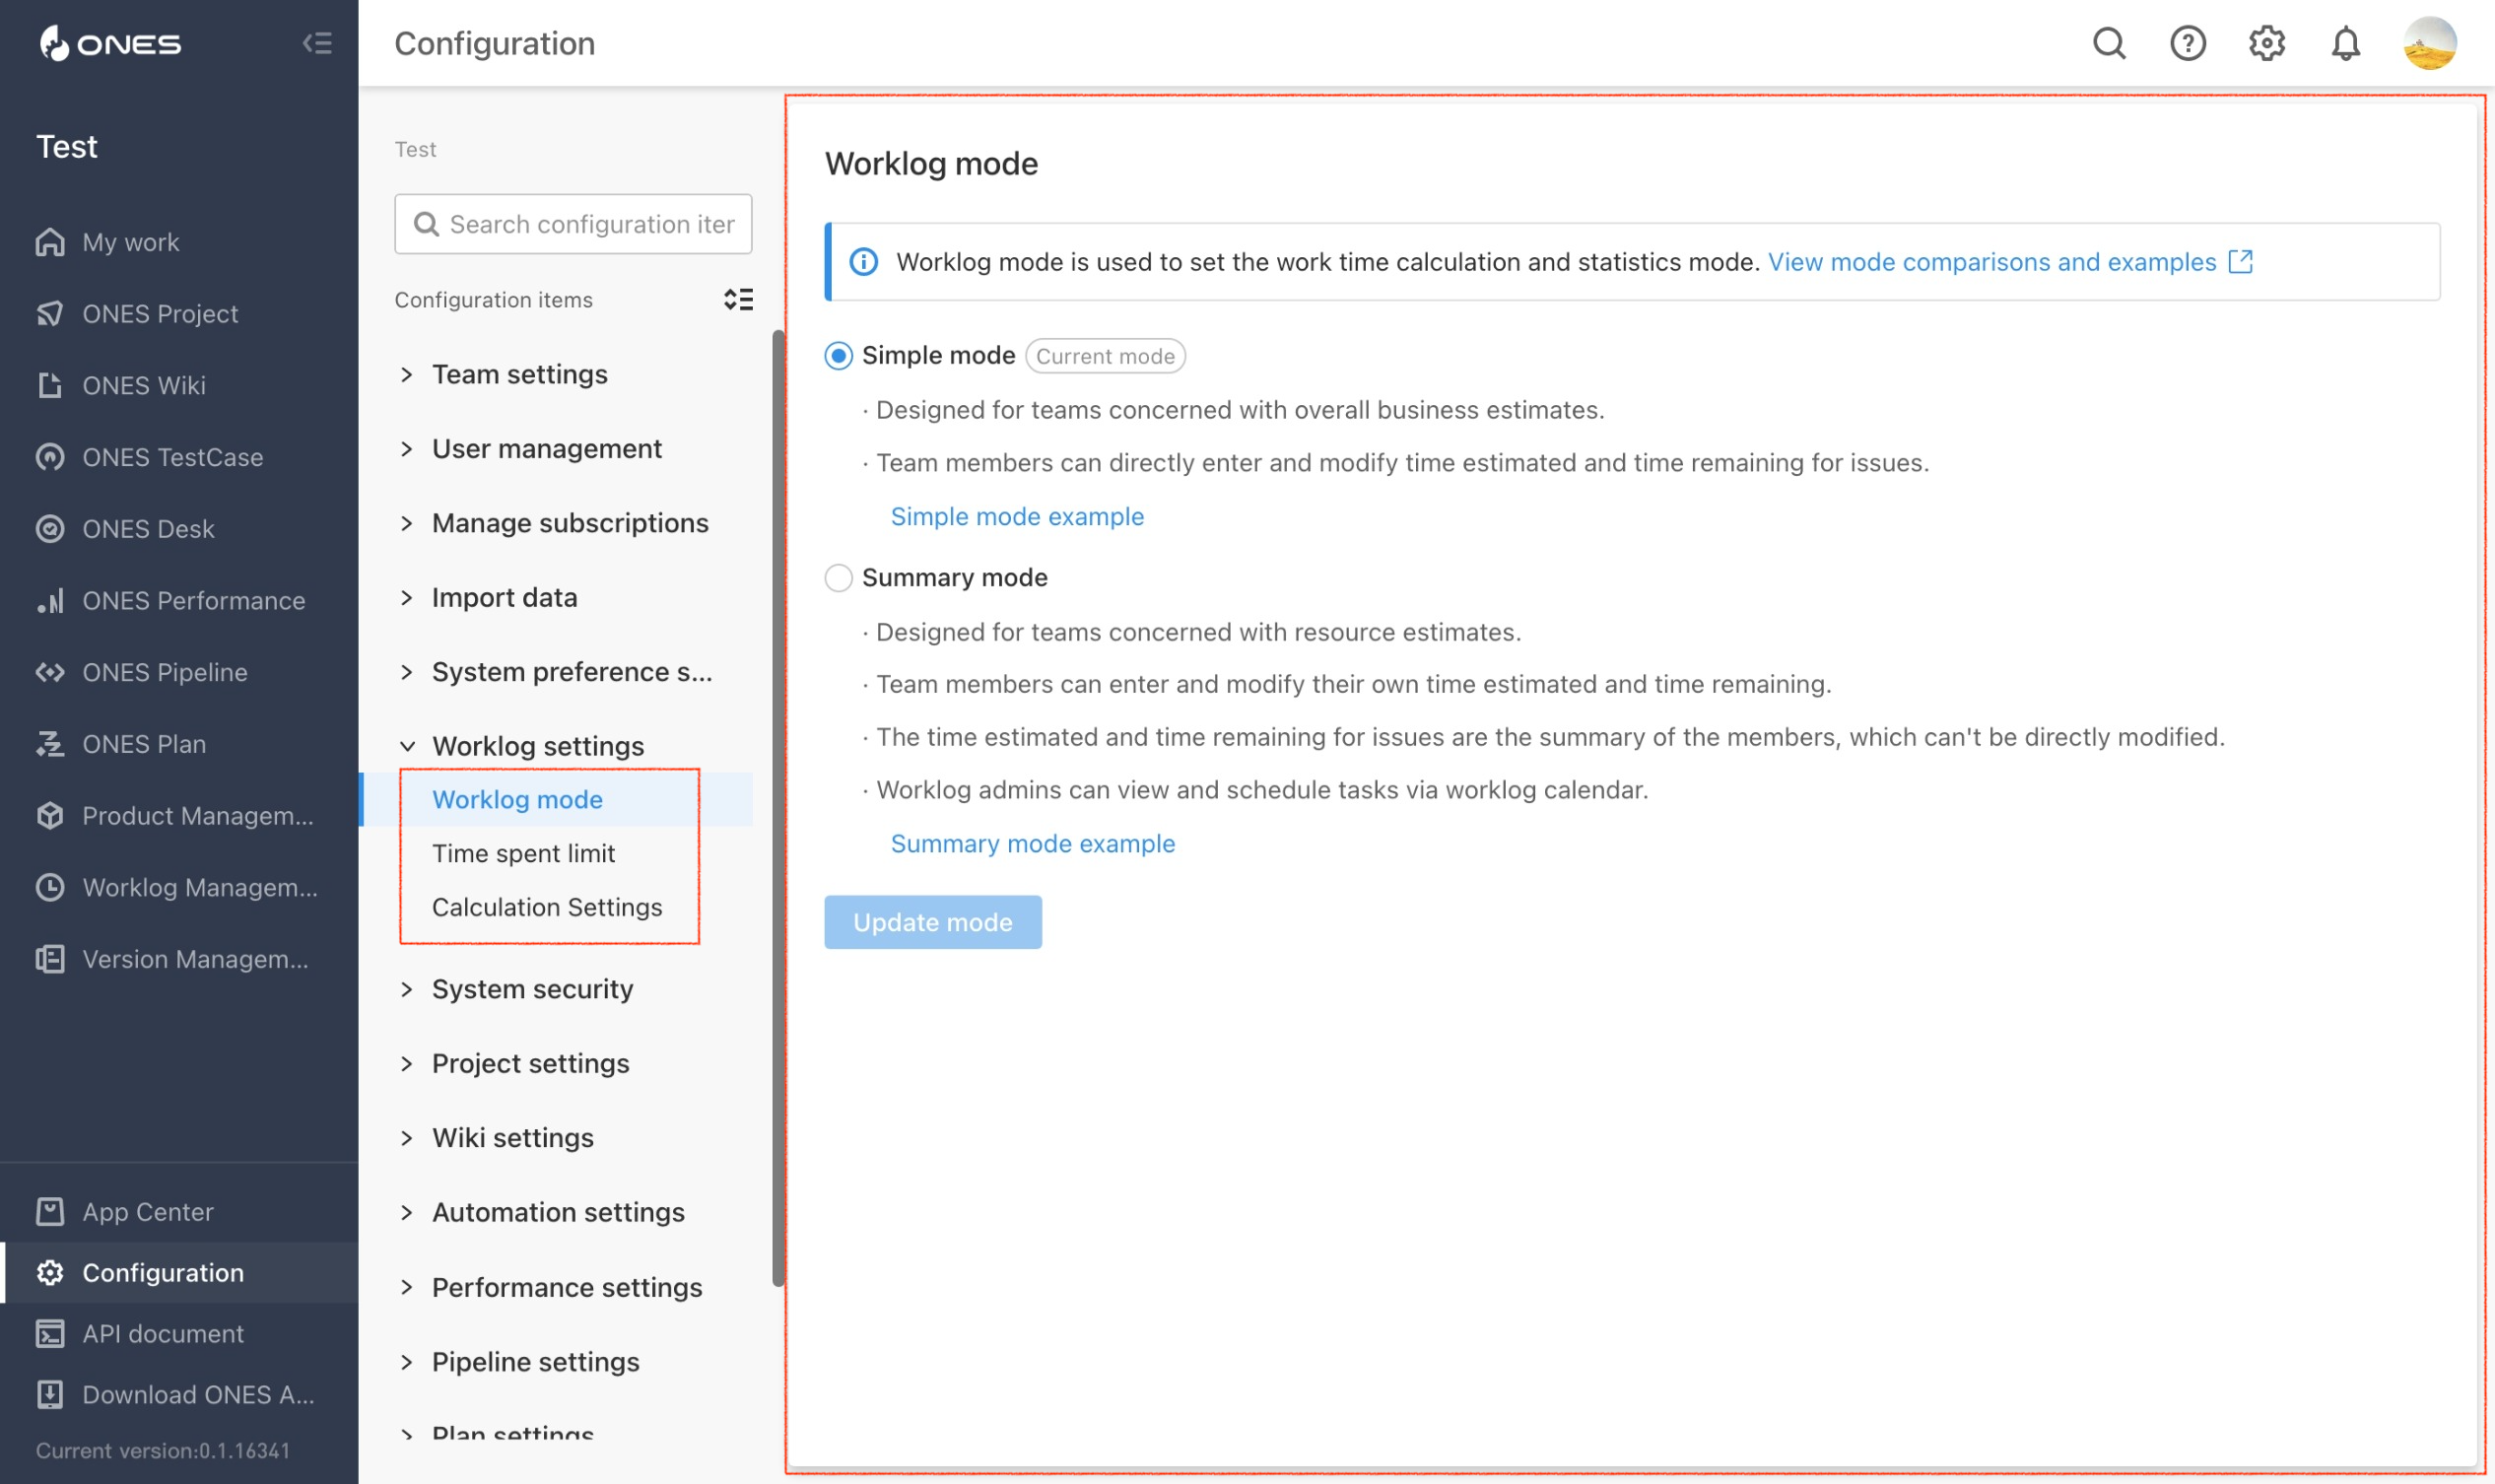 ONES
Configuration
Test
My work
ONES Project
ONES Wiki
ONES TestCase
ONES Desk
ONES Performance
ONES Pipeline
ONES Plan
Product Managem...
Worklog Managem...
Version Managem...
App Center
Configuration
API document
Download ONES A...
Current version:0.1.16341
Test
Search configuration iter
Configuration items
Team settings
User management
Manage subscriptions
Import data
System preference s...
Worklog settings
Worklog mode
Time spent limit
Calculation Settings
System security
Project settings
Wiki settings
Automation settings
Performance settings
Pipeline settings
Plan settings
Worklog mode
Worklog mode is used to set the work time calculation and statistics mode. View mode comparisons and examples
Simple mode Current mode
· Designed for teams concerned with overall business estimates.
· Team members can directly enter and modify time estimated and time remaining for issues.
Simple mode example
Summary mode
· Designed for teams concerned with resource estimates.
· Team members can enter and modify their own time estimated and time remaining.
· The time estimated and time remaining for issues are the summary of the members, which can't be directly modified.
· Worklog admins can view and schedule tasks via worklog calendar.
Summary mode example
Update mode